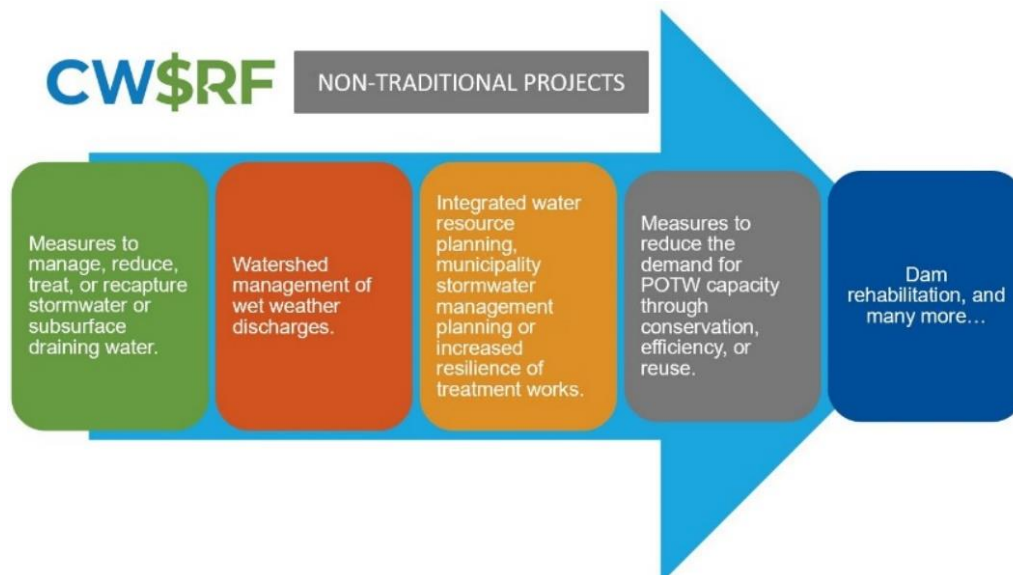 CW$RF
NON-TRADITIONAL PROJECTS
Measures to
manage, reduce,
treat, or recapture
stormwater or
subsurface
draining water.
Watershed
management of
wet weather
discharges.
Integrated water
resource
planning,
municipality
stormwater
management
planning or
increased
resilience of
treatment works.
Measures to
reduce the
demand for
POTW capacity
through
conservation,
efficiency, or
reuse.
Dam
rehabilitation, and
many more…